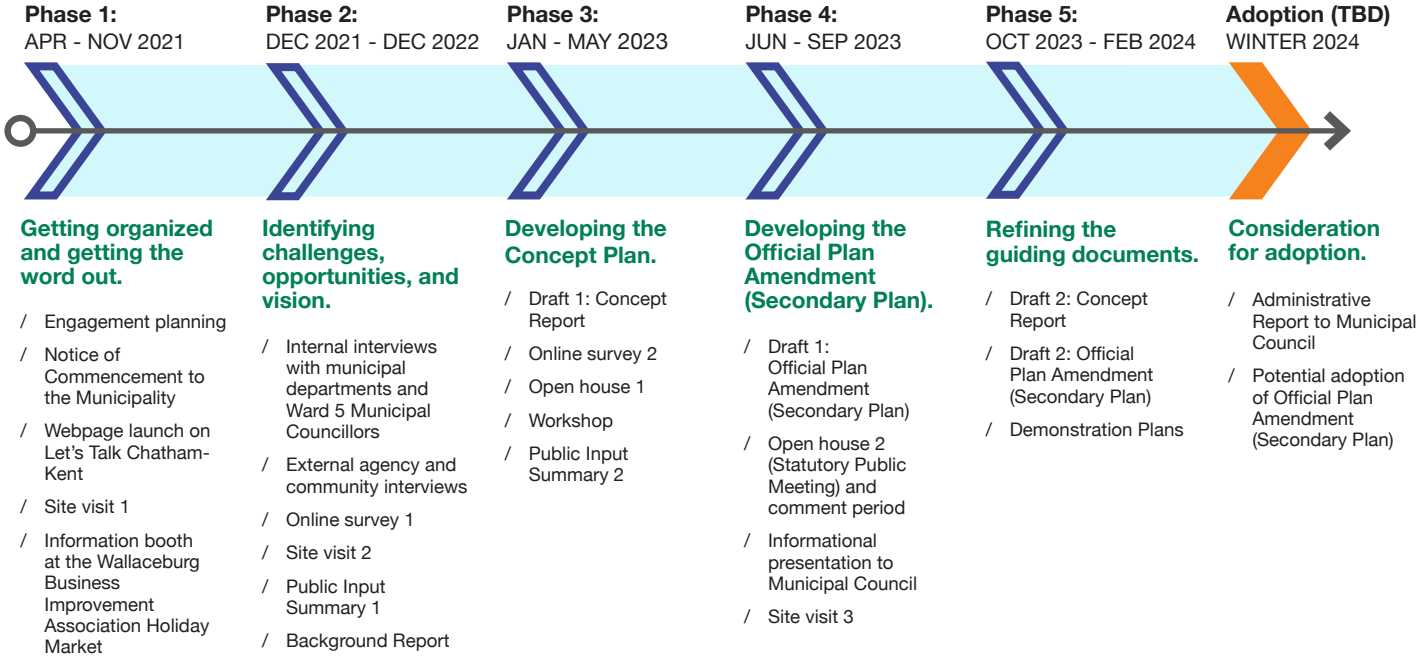 Phase 1:
APR - NOV 2021
Getting organized
and getting the
word out.
/ Engagement planning
/ Notice of
Commencement to
the Municipality
/ Webpage launch on
Let's Talk Chatham-
Kent
/ Site visit 1
/ Information booth
at the Wallaceburg
Business
Improvement
Association Holiday
Market
Phase 2:
DEC 2021 - DEC 2022
Identifying
challenges,
opportunities, and
vision.
/ Internal interviews
with municipal
departments and
Ward 5 Municipal
Councillors
/ External agency and
community interviews
/ Online survey 1
/ Site visit 2
/ Public Input
Summary 1
/ Background Report
Phase 3:
JAN - MAY 2023
Developing the
Concept Plan.
/ Draft 1: Concept
Report
/ Online survey 2
/ Open house 1
/ Workshop
/ Public Input
Summary 2
Phase 4:
JUN - SEP 2023
Developing the
Official Plan
Amendment
(Secondary Plan).
/ Draft 1:
Official Plan
Amendment
(Secondary Plan)
/ Open house 2
(Statutory Public
Meeting) and
comment period
/ Informational
presentation to
Municipal Council
/ Site visit 3
Phase 5:
OCT 2023 - FEB 2024
Refining the
guiding documents.
/ Draft 2: Concept
Report
/ Draft 2: Official
Plan Amendment
(Secondary Plan)
/ Demonstration Plans
Adoption (TBD)
WINTER 2024
Consideration
for adoption.
/ Administrative
Report to Municipal
Council
/ Potential adoption
of Official Plan
Amendment
(Secondary Plan)